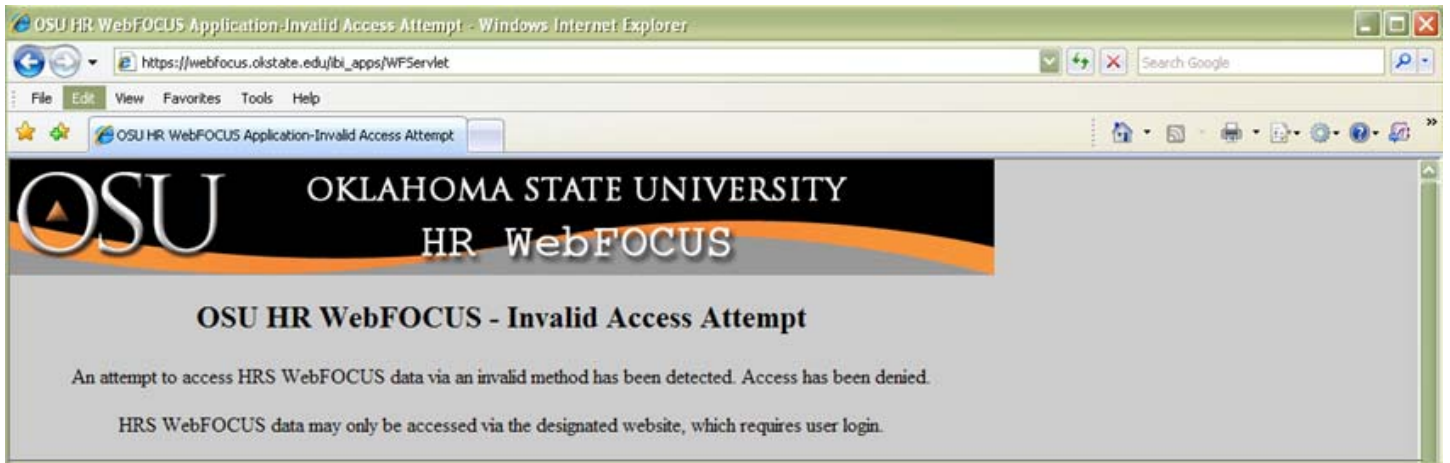 OSU HR WebFOCUS Application-Invalid Access Attempt - Windows Internet Explorer
https://webfocus.okstate.edu/ibi_apps/WFServlet
Search Google
File Edit View Favorites Tools Help
OSU HR WebFOCUS Application-Invalid Access Attempt
OSU OKLAHOMA STATE UNIVERSITY
HR WebFOCUS
OSU HR WebFOCUS - Invalid Access Attempt
An attempt to access HRS WebFOCUS data via an invalid method has been detected. Access has been denied.
HRS WebFOCUS data may only be accessed via the designated website, which requires user login.